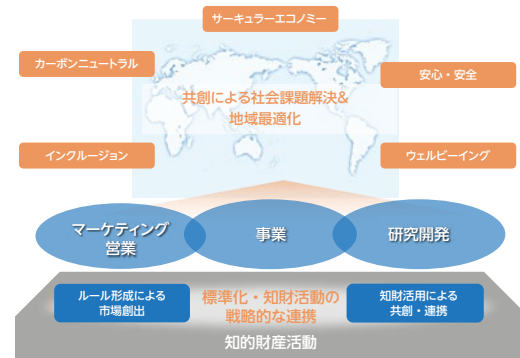 サーキュラーエコノミー
カーボンニュートラル
安心・安全
共創による社会課題解決&
地域最適化
インクルージョン
ウェルビーイング
マーケティング
営業
事業
研究開発
ルール形成による
市場創出
標準化・知財活動の
戦略的な連携
知財活用による
共創・連携
知的財産活動